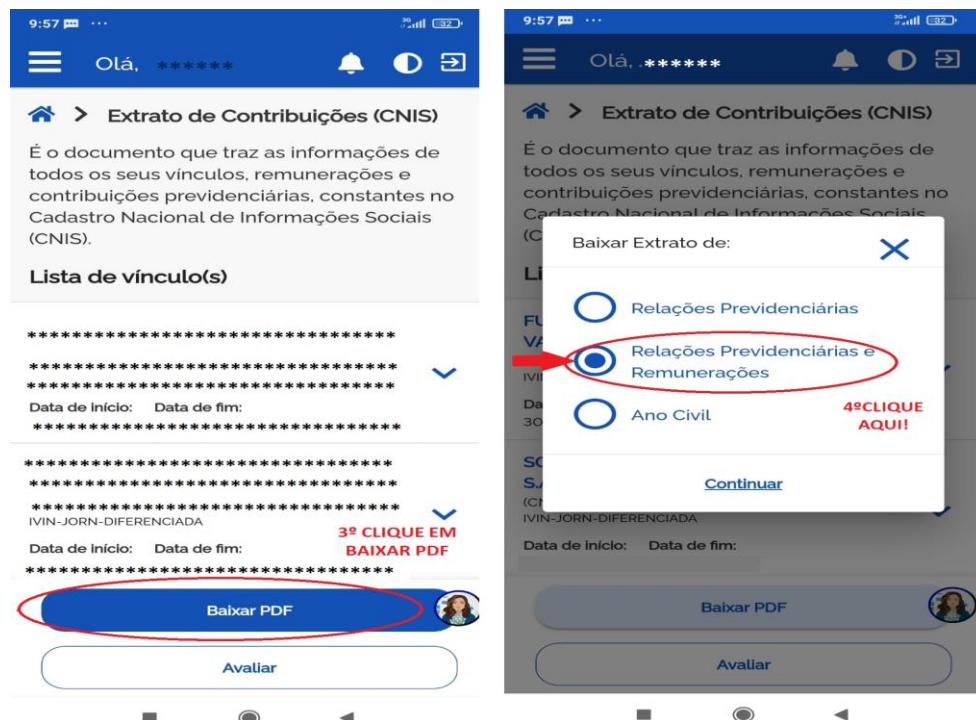 9:57
Olá, ******
Extrato de Contribuições (CNIS)
É o documento que traz as informações de
todos os seus vínculos, remunerações e
contribuições previdenciárias, constantes no
Cadastro Nacional de Informações Sociais
(CNIS).
Lista de vínculo(s)
**********************************
**********************************
**********************************
Data de início: Data de fim:
**********************************
**********************************
**********************************
**********************************
IVIN-JORN-DIFERENCIADA
3º CLIQUE EM
BAIXAR PDF
Data de início: Data de fim:
**********************************
Baixar PDF
Avaliar
9:57
Olá, .******
Extrato de Contribuições (CNIS)
É o documento que traz as informações de
todos os seus vínculos, remunerações e
contribuições previdenciárias, constantes no
Cadastro Nacional de Informações Sociais
Baixar Extrato de:
Relações Previdenciárias
Relações Previdenciárias e
Remunerações
Ano Civil
4ºCLIQUE
AQUI!
Continuar
IVIN-JORN-DIFERENCIADA
Data de início: Data de fim:
Baixar PDF
Avaliar